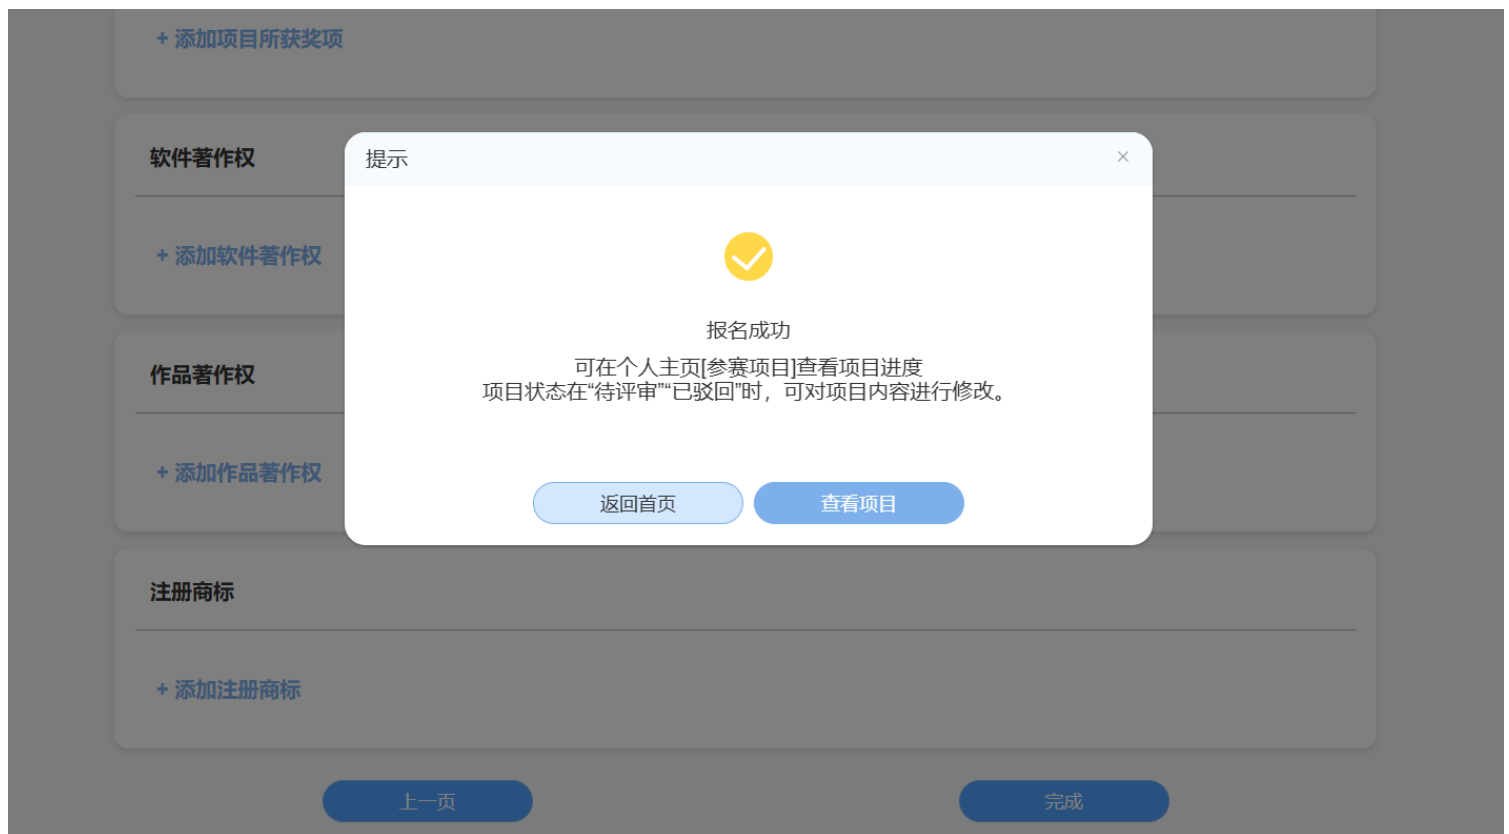 + 添加项目所获奖项
软件著作权
提示
×
+ 添加软件著作权
报名成功
可在个人主页[参赛项目]查看项目进度
项目状态在“待评审”“已驳回”时，可对项目内容进行修改。
作品著作权
+ 添加作品著作权
返回首页
查看项目
注册商标
+ 添加注册商标
上一页
完成